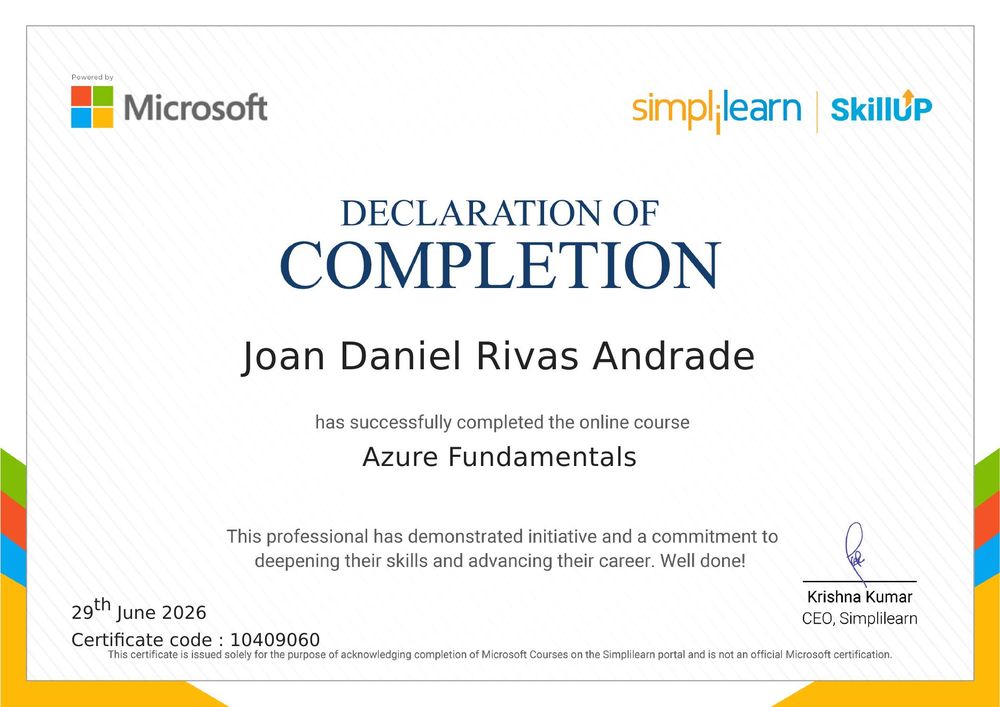 Powered by
Microsoft
simplilearn | SkillUP
DECLARATION OF
COMPLETION
Joan Daniel Rivas Andrade
has successfully completed the online course
Azure Fundamentals
This professional has demonstrated initiative and a commitment to
deepening their skills and advancing their career. Well done!
Krishna Kumar
CEO, Simplilearn
29th June 2026
Certificate code : 10409060
This certificate is issued solely for the purpose of acknowledging completion of Microsoft Courses on the Simplilearn portal and is not an official Microsoft certification.